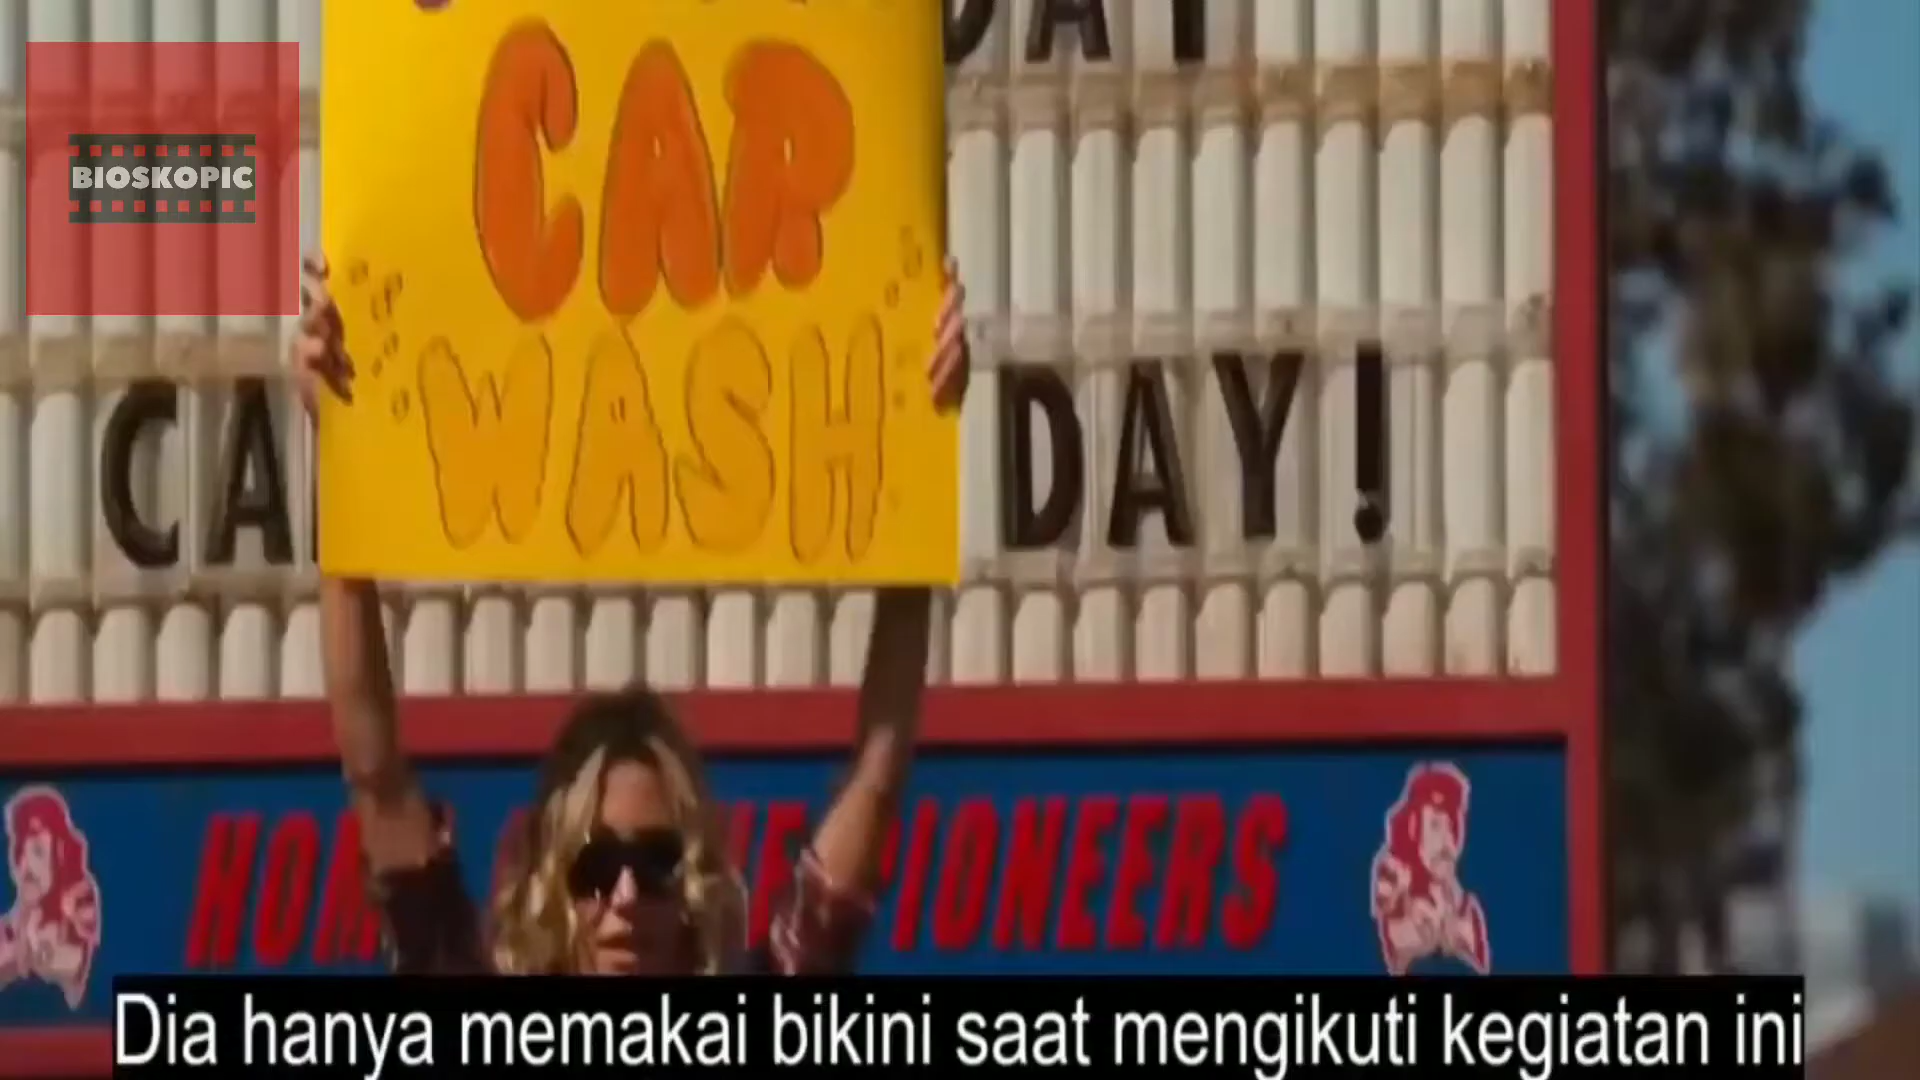 BIOSKOPIC
CAR
WASH
DAY!
PIONEERS
Dia hanya memakai bikini saat mengikuti kegiatan ini